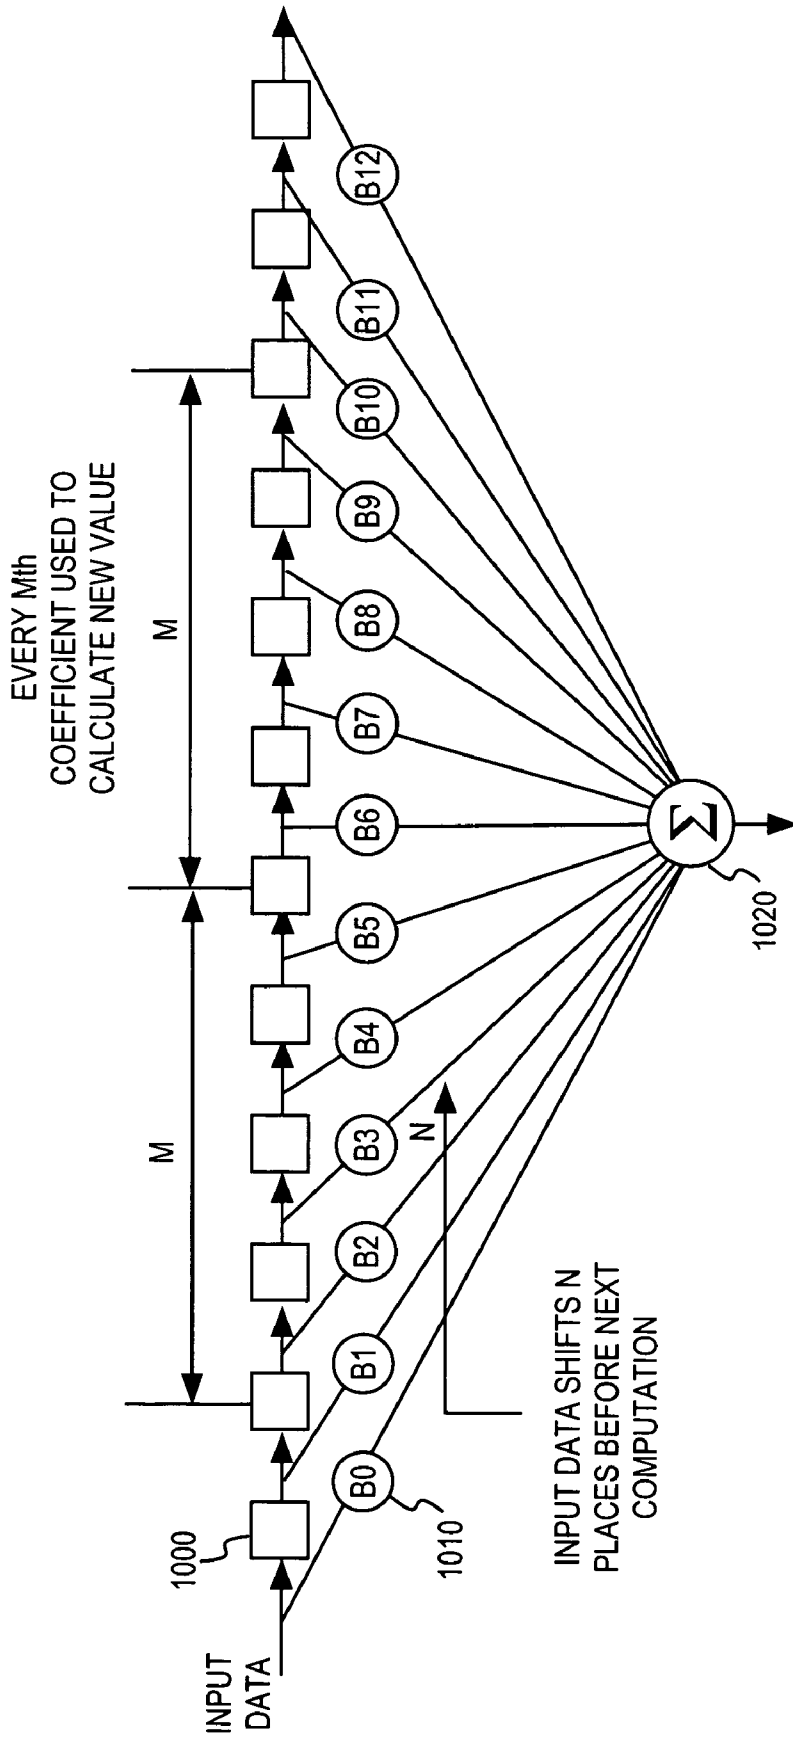 EVERY Mth
COEFFICIENT USED TO
CALCULATE NEW VALUE
M
M
1000
INPUT
DATA
B0
B1
B2
B3
B4
B5
B6
B7
B8
B9
B10
B11
B12
1010
N
INPUT DATA SHIFTS N
PLACES BEFORE NEXT
COMPUTATION
Σ
1020